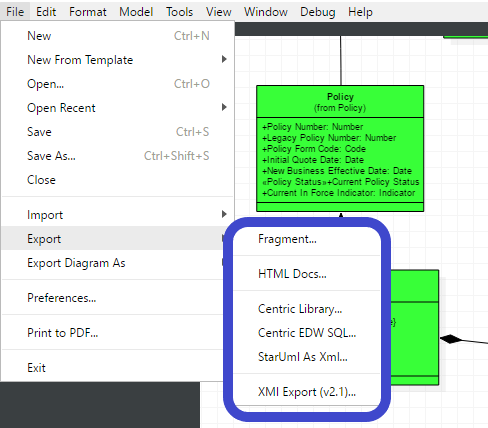 File Edit Format Model Tools View Window Debug Help
New Ctrl+N
New From Template
Open... Ctrl+O
Open Recent
Save Ctrl+S
Save As... Ctrl+Shift+S
Close
Import
Export
Export Diagram As
Preferences...
Print to PDF...
Exit
Fragment...
HTML Docs...
Centric Library...
Centric EDW SQL...
StarUml As Xml...
XMI Export (v2.1)...
Policy
(from Policy)
+Policy Number: Number
+Legacy Policy Number: Number
+Policy Form Code: Code
+Initial Quote Date: Date
+New Business Effective Date: Date
«Policy Status»+Current Policy Status
+Current In Force Indicator: Indicator